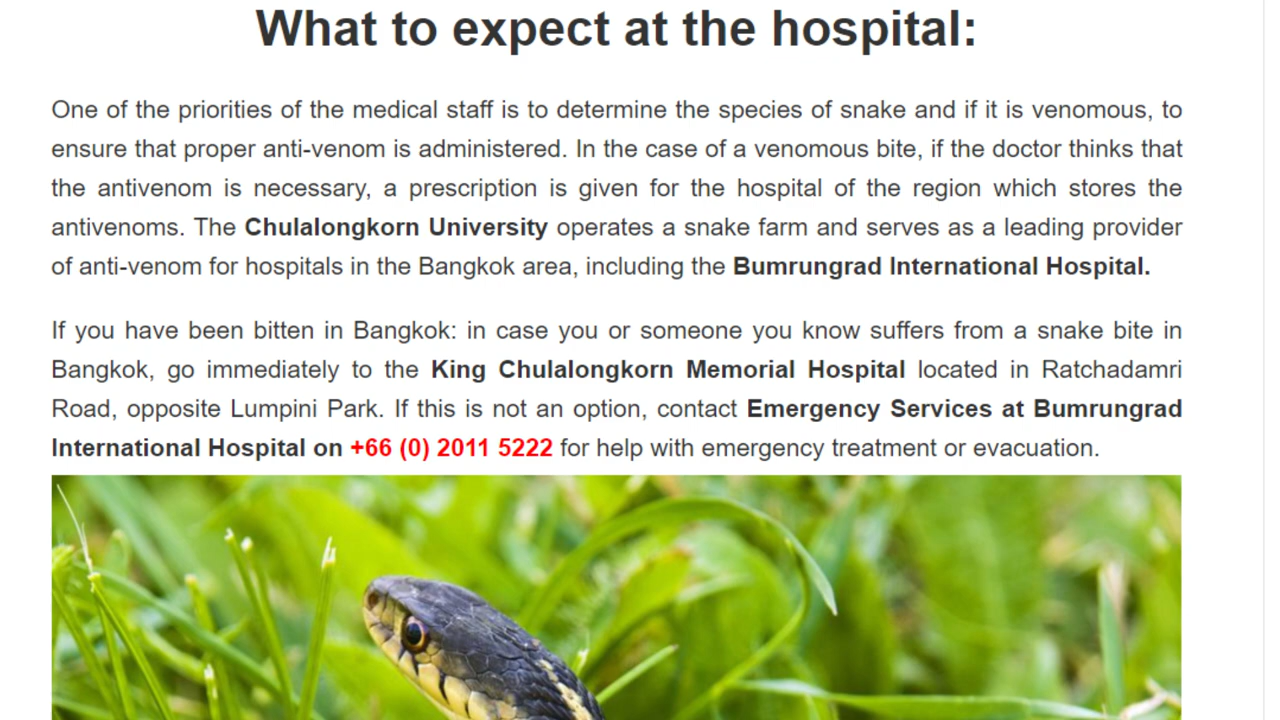 What to expect at the hospital:
One of the priorities of the medical staff is to determine the species of snake and if it is venomous, to
ensure that proper anti-venom is administered. In the case of a venomous bite, if the doctor thinks that
the antivenom is necessary, a prescription is given for the hospital of the region which stores the
antivenoms. The Chulalongkorn University operates a snake farm and serves as a leading provider
of anti-venom for hospitals in the Bangkok area, including the Bumrungrad International Hospital.
If you have been bitten in Bangkok: in case you or someone you know suffers from a snake bite in
Bangkok, go immediately to the King Chulalongkorn Memorial Hospital located in Ratchadamri
Road, opposite Lumpini Park. If this is not an option, contact Emergency Services at Bumrungrad
International Hospital on +66 (0) 2011 5222 for help with emergency treatment or evacuation.